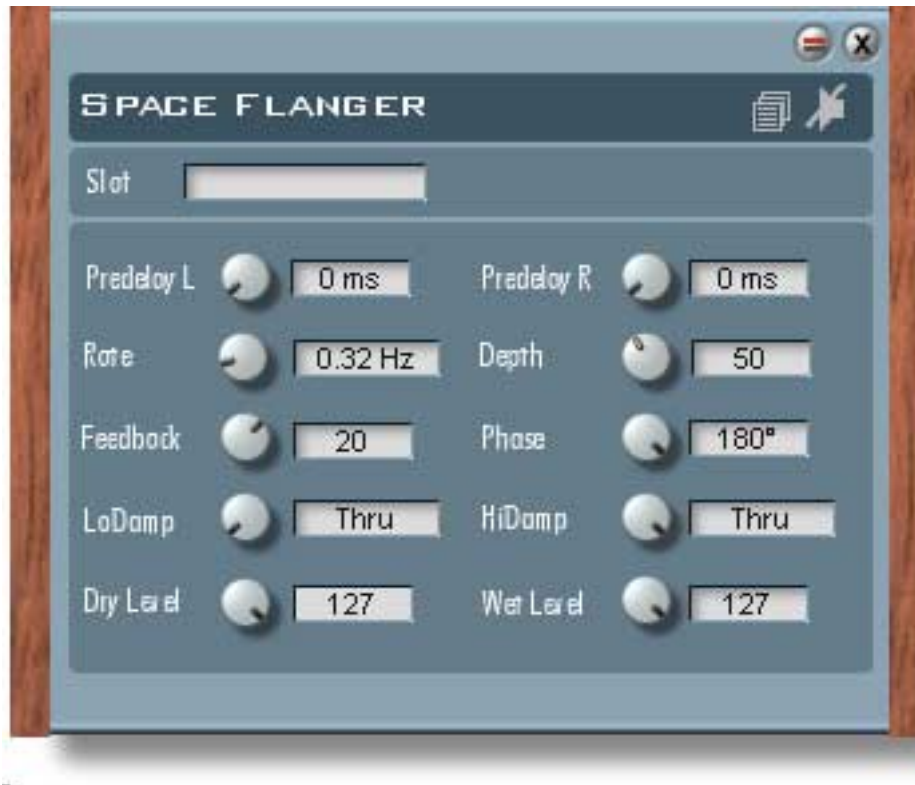 SPACE FLANGER
Slot
Predelay L 0 ms Predelay R 0 ms
Rate 0.32 Hz Depth 50
Feedback 20 Phase 180°
LoDamp Thru HiDamp Thru
Dry Level 127 Wet Level 127